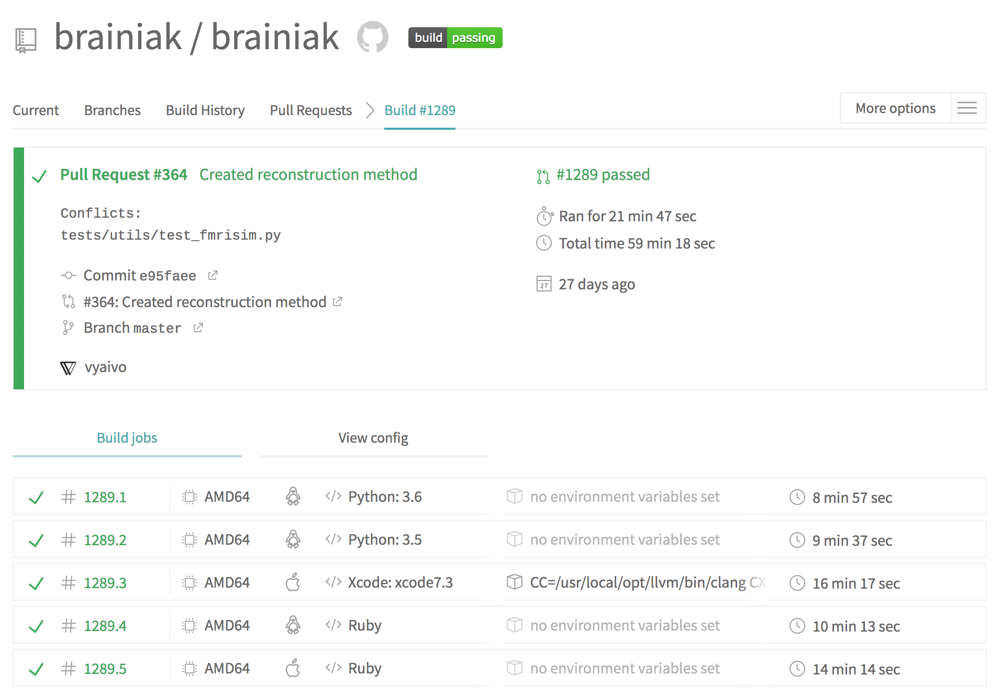 brainiak / brainiak build passing
Current Branches Build History Pull Requests Build #1289 More options
Pull Request #364 Created reconstruction method
#1289 passed
Conflicts:
tests/utils/test_fmrisim.py
Ran for 21 min 47 sec
Total time 59 min 18 sec
Commit e95faee
27
27 days ago
#364: Created reconstruction method
Branch master
vyaivo
Build jobs View config
# 1289.1 AMD64 </> Python: 3.6 no environment variables set 8 min 57 sec
# 1289.2 AMD64 </> Python: 3.5 no environment variables set 9 min 37 sec
# 1289.3 AMD64 </> Xcode: xcode7.3 CC=/usr/local/opt/llvm/bin/clang CX 16 min 17 sec
# 1289.4 AMD64 </> Ruby no environment variables set 10 min 13 sec
# 1289.5 AMD64 </> Ruby no environment variables set 14 min 14 sec